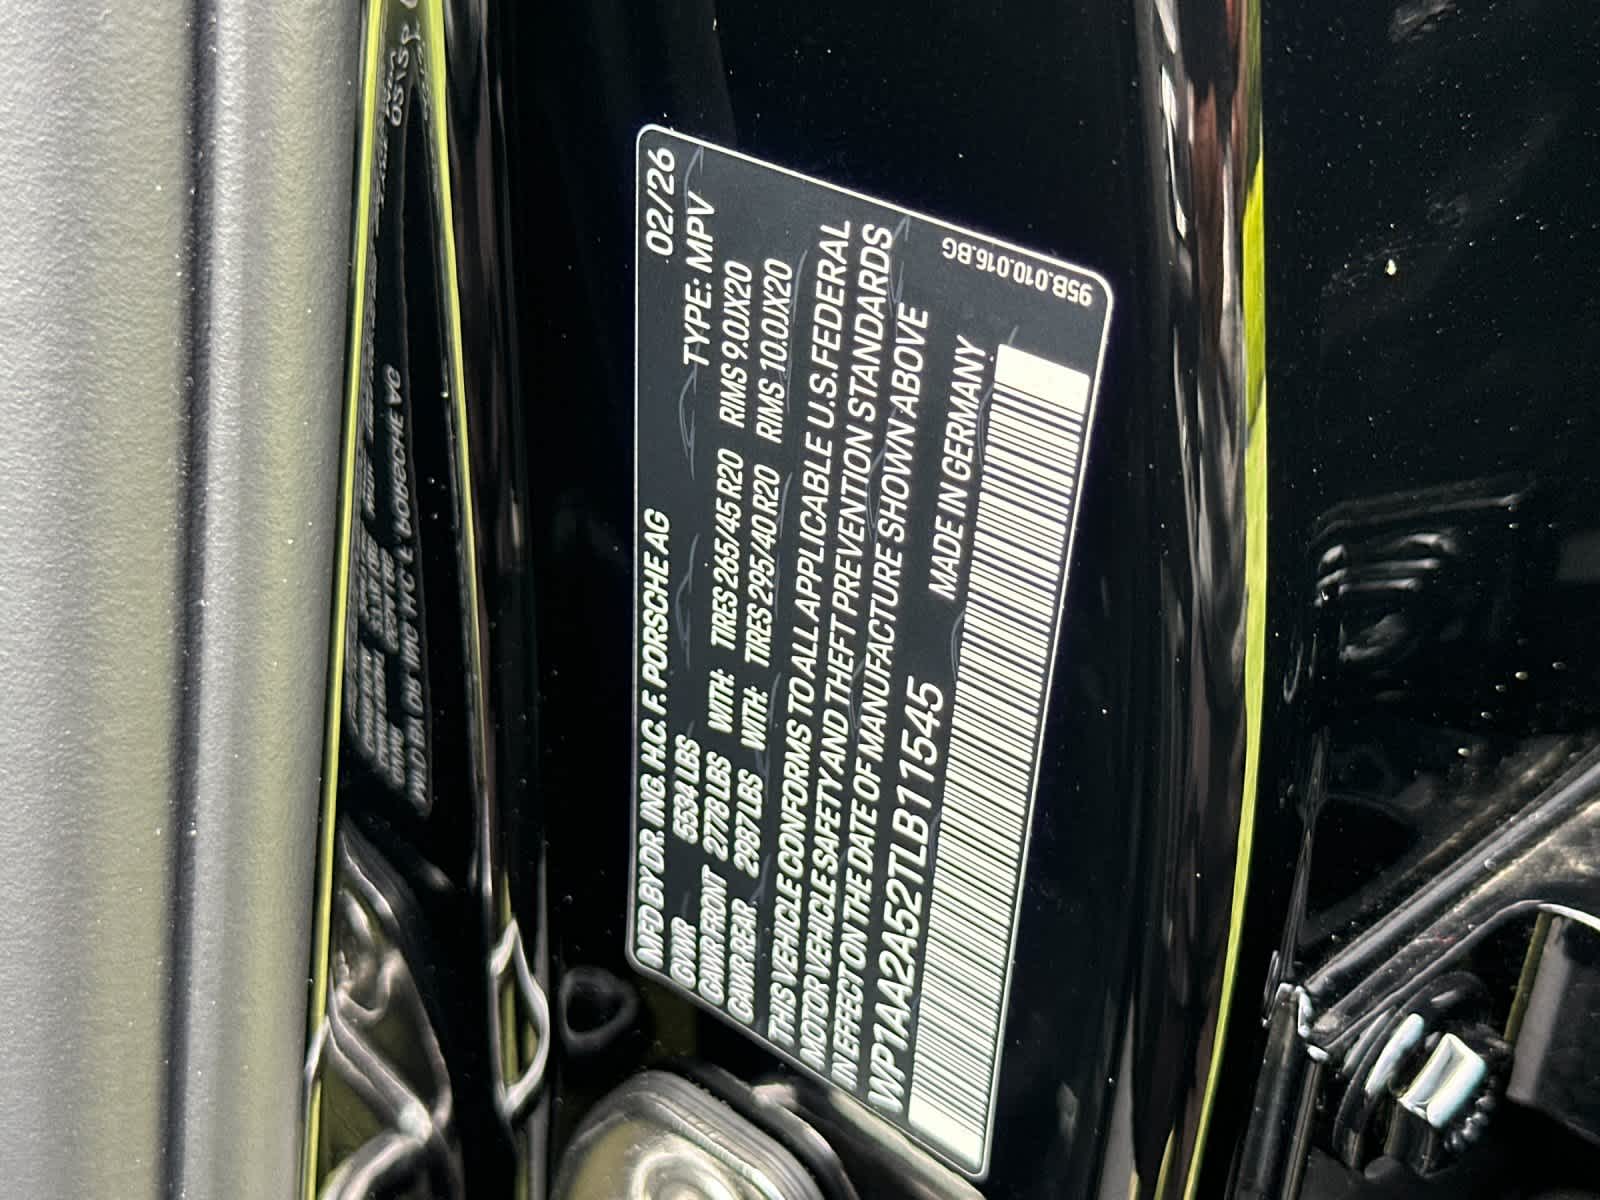 MFD BY DR. ING. H.C. F. PORSCHE AG 02/26
GVWR 5534 LBS TYPE: MPV
GAWR FRONT 2778 LBS WITH: TIRES 265/45 R20 RIMS 9.0JX20
GAWR REAR 2987 LBS WITH: TIRES 295/40 R20 RIMS 10.0JX20
THIS VEHICLE CONFORMS TO ALL APPLICABLE U.S. FEDERAL
MOTOR VEHICLE SAFETY AND THEFT PREVENTION STANDARDS
IN EFFECT ON THE DATE OF MANUFACTURE SHOWN ABOVE
WP1AA2A52TLB11545 MADE IN GERMANY
95B.010.016.BG